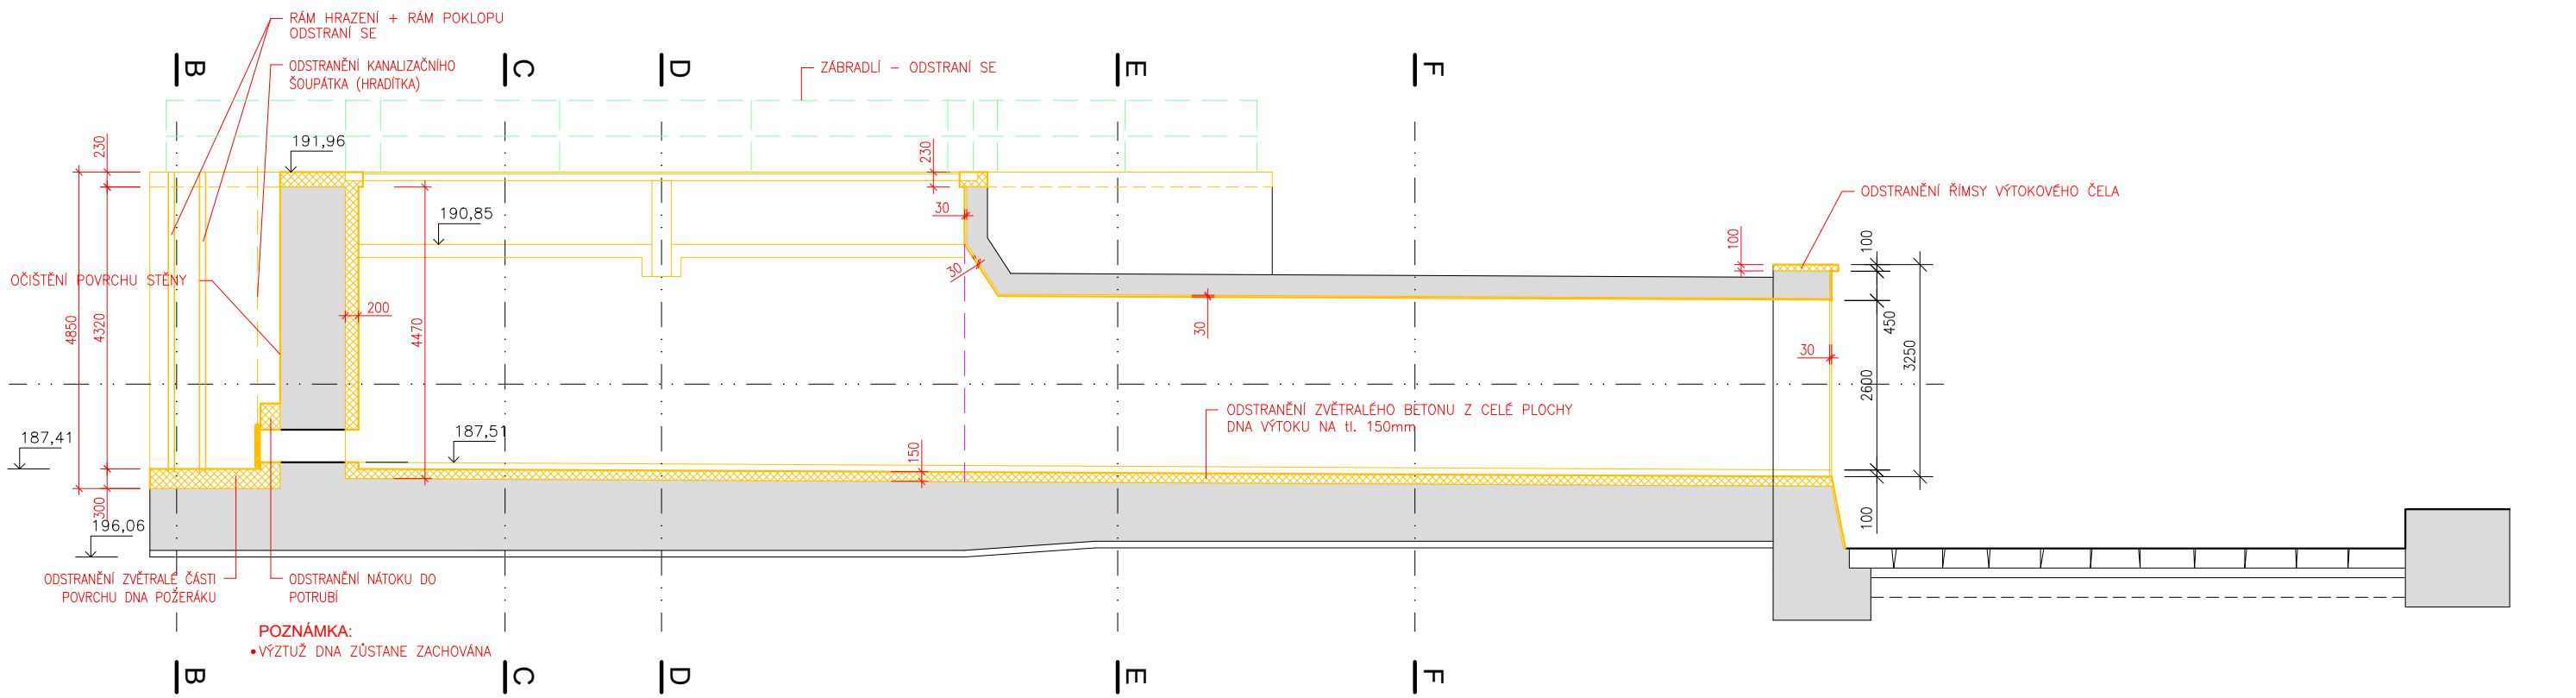 RÁM HRAZENÍ + RÁM POKLOPU
ODSTRANÍ SE
ODSTRANĚNÍ KANALIZAČNÍHO
ŠOUPÁTKA (HRADÍTKA)
ZÁBRADLÍ - ODSTRANÍ SE
B
C
D
E
F
191,96
230
230
190,85
30
30
ODSTRANĚNÍ ŘÍMSY VÝTOKOVÉHO ČELA
100
100
OČIŠTĚNÍ POVRCHU STĚNY
4850
4320
200
4470
30
30
450
3250
2600
ODSTRANĚNÍ ZVĚTRALÉHO BETONU Z CELÉ PLOCHY
DNA VÝTOKU NA tl. 150mm
187,41
187,51
150
300
196,06
100
ODSTRANĚNÍ ZVĚTRALÉ ČÁSTI
POVRCHU DNA POŽERÁKU
ODSTRANĚNÍ NÁTOKU DO
POTRUBÍ
POZNÁMKA:
•VÝZTUŽ DNA ZŮSTANE ZACHOVÁNA
B
C
D
E
F